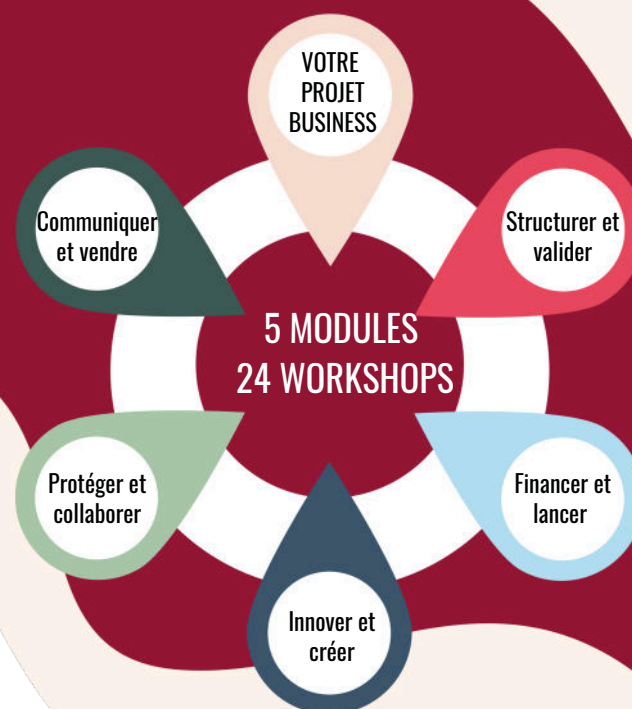 VOTRE
PROJET
BUSINESS
Structurer et
valider
Financer et
lancer
Innover et
créer
Protéger et
collaborer
Communiquer
et vendre
5 MODULES
24 WORKSHOPS